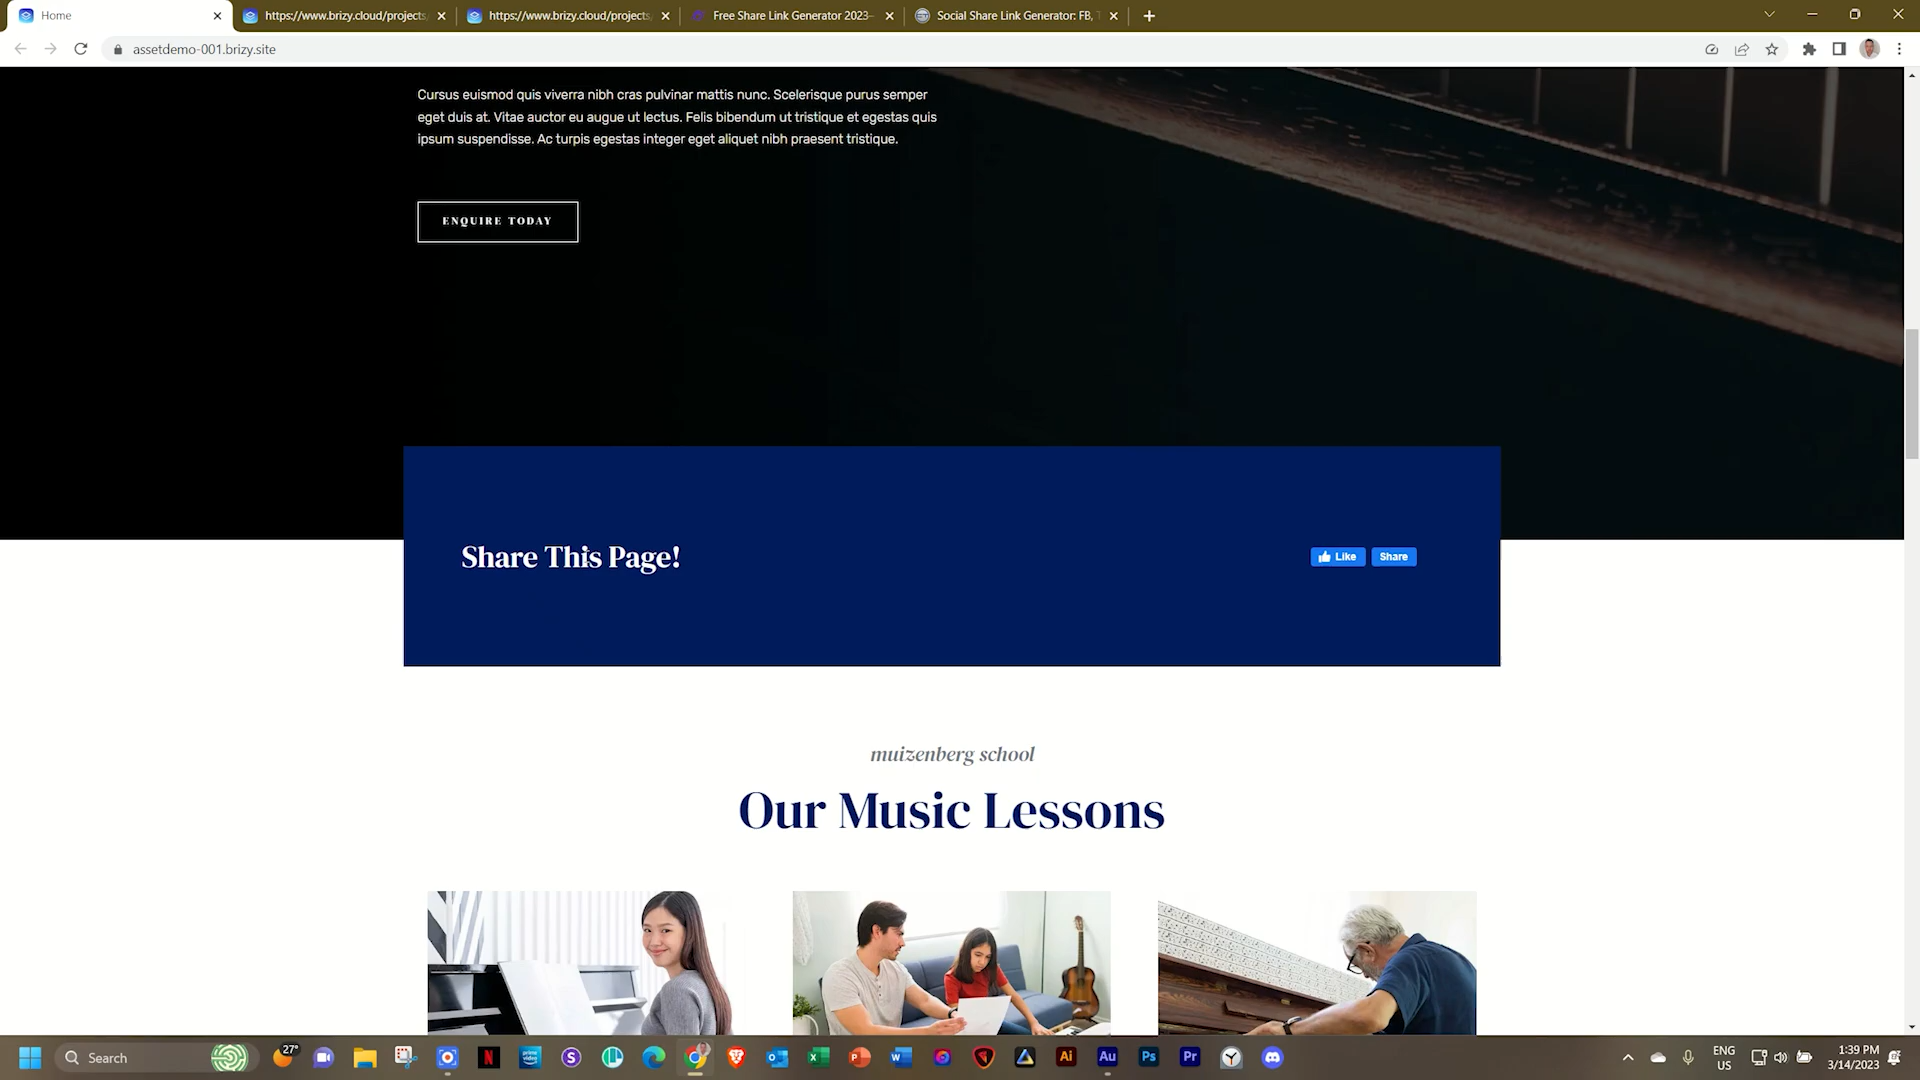 Home
https://www.brizy.cloud/projects,
https://www.brizy.cloud/projects,
Free Share Link Generator 2023–
Social Share Link Generator: FB, T
assetdemo-001.brizy.site
Cursus euismod quis viverra nibh cras pulvinar mattis nunc. Scelerisque purus semper
eget duis at. Vitae auctor eu augue ut lectus. Felis bibendum ut tristique et egestas quis
ipsum suspendisse. Ac turpis egestas integer eget aliquet nibh praesent tristique.
ENQUIRE TODAY
Share This Page!
Like
Share
muizenberg school
Our Music Lessons
Search
27°
ENG
US
1:39 PM
3/14/2023